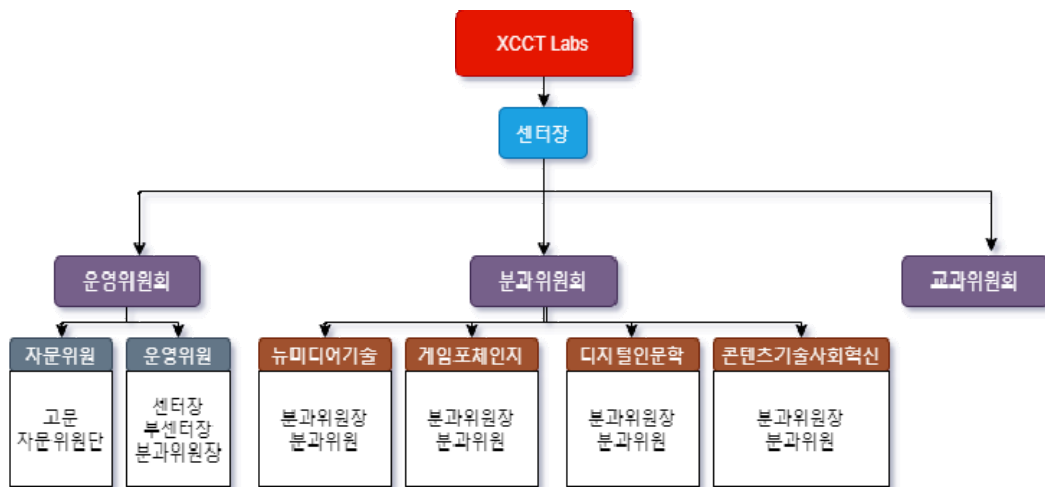 XCCT Labs
센터장
운영위원회
분과위원회
교과위원회
자문위원
운영위원
뉴미디어기술
게임포체인지
디지털인문학
콘텐츠기술사회혁신
고문
자문위원단
센터장
부센터장
분과위원장
분과위원장
분과위원
분과위원장
분과위원
분과위원장
분과위원
분과위원장
분과위원